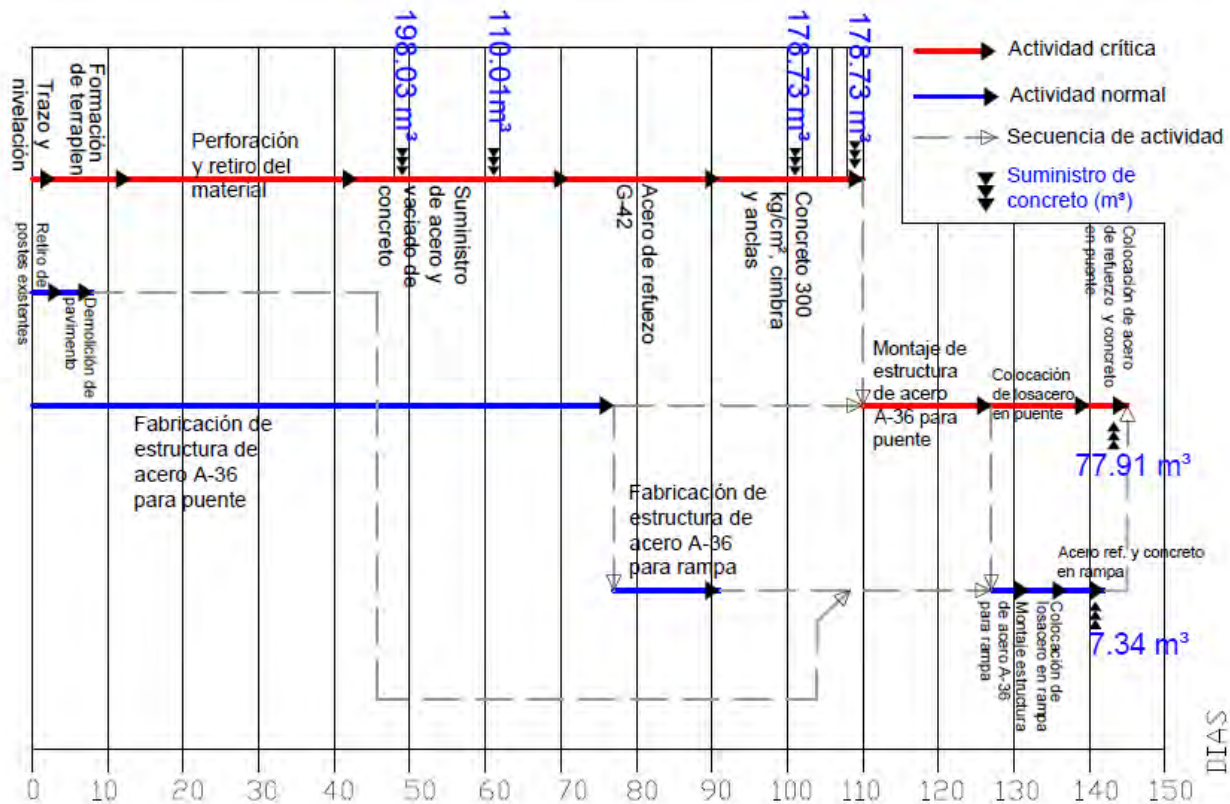 198.03 m³
110.01m³
178.73 m³
178.73 m³
Actividad crítica
Actividad normal
Secuencia de actividad
Suministro de
concreto (m³)
Trazo y
nivelación
Formación
de terraplen
Perforación
y retiro del
material
Suministro
de acero y
vaciado de
concreto
Acero de refuezo
G-42
Concreto 300
kg/cm², cimbra
y anclas
Retiro de
postes existentes
Demolición de
pavimento
Fabricación de
estructura de
acero A-36
para puente
Fabricación de
estructura de
acero A-36
para rampa
Montaje de
estructura
de acero
A-36 para
puente
Colocación
de losacero
en puente
Colocación de acero
de refuerzo y concreto
en puente
77.91 m³
Acero ref. y concreto
en rampa
7.34 m³
Montaje estructura
de acero A-36
para rampa
Colocación de
losacero en rampa
DIAS
0 10 20 30 40 50 60 70 80 90 100 110 120 130 140 150